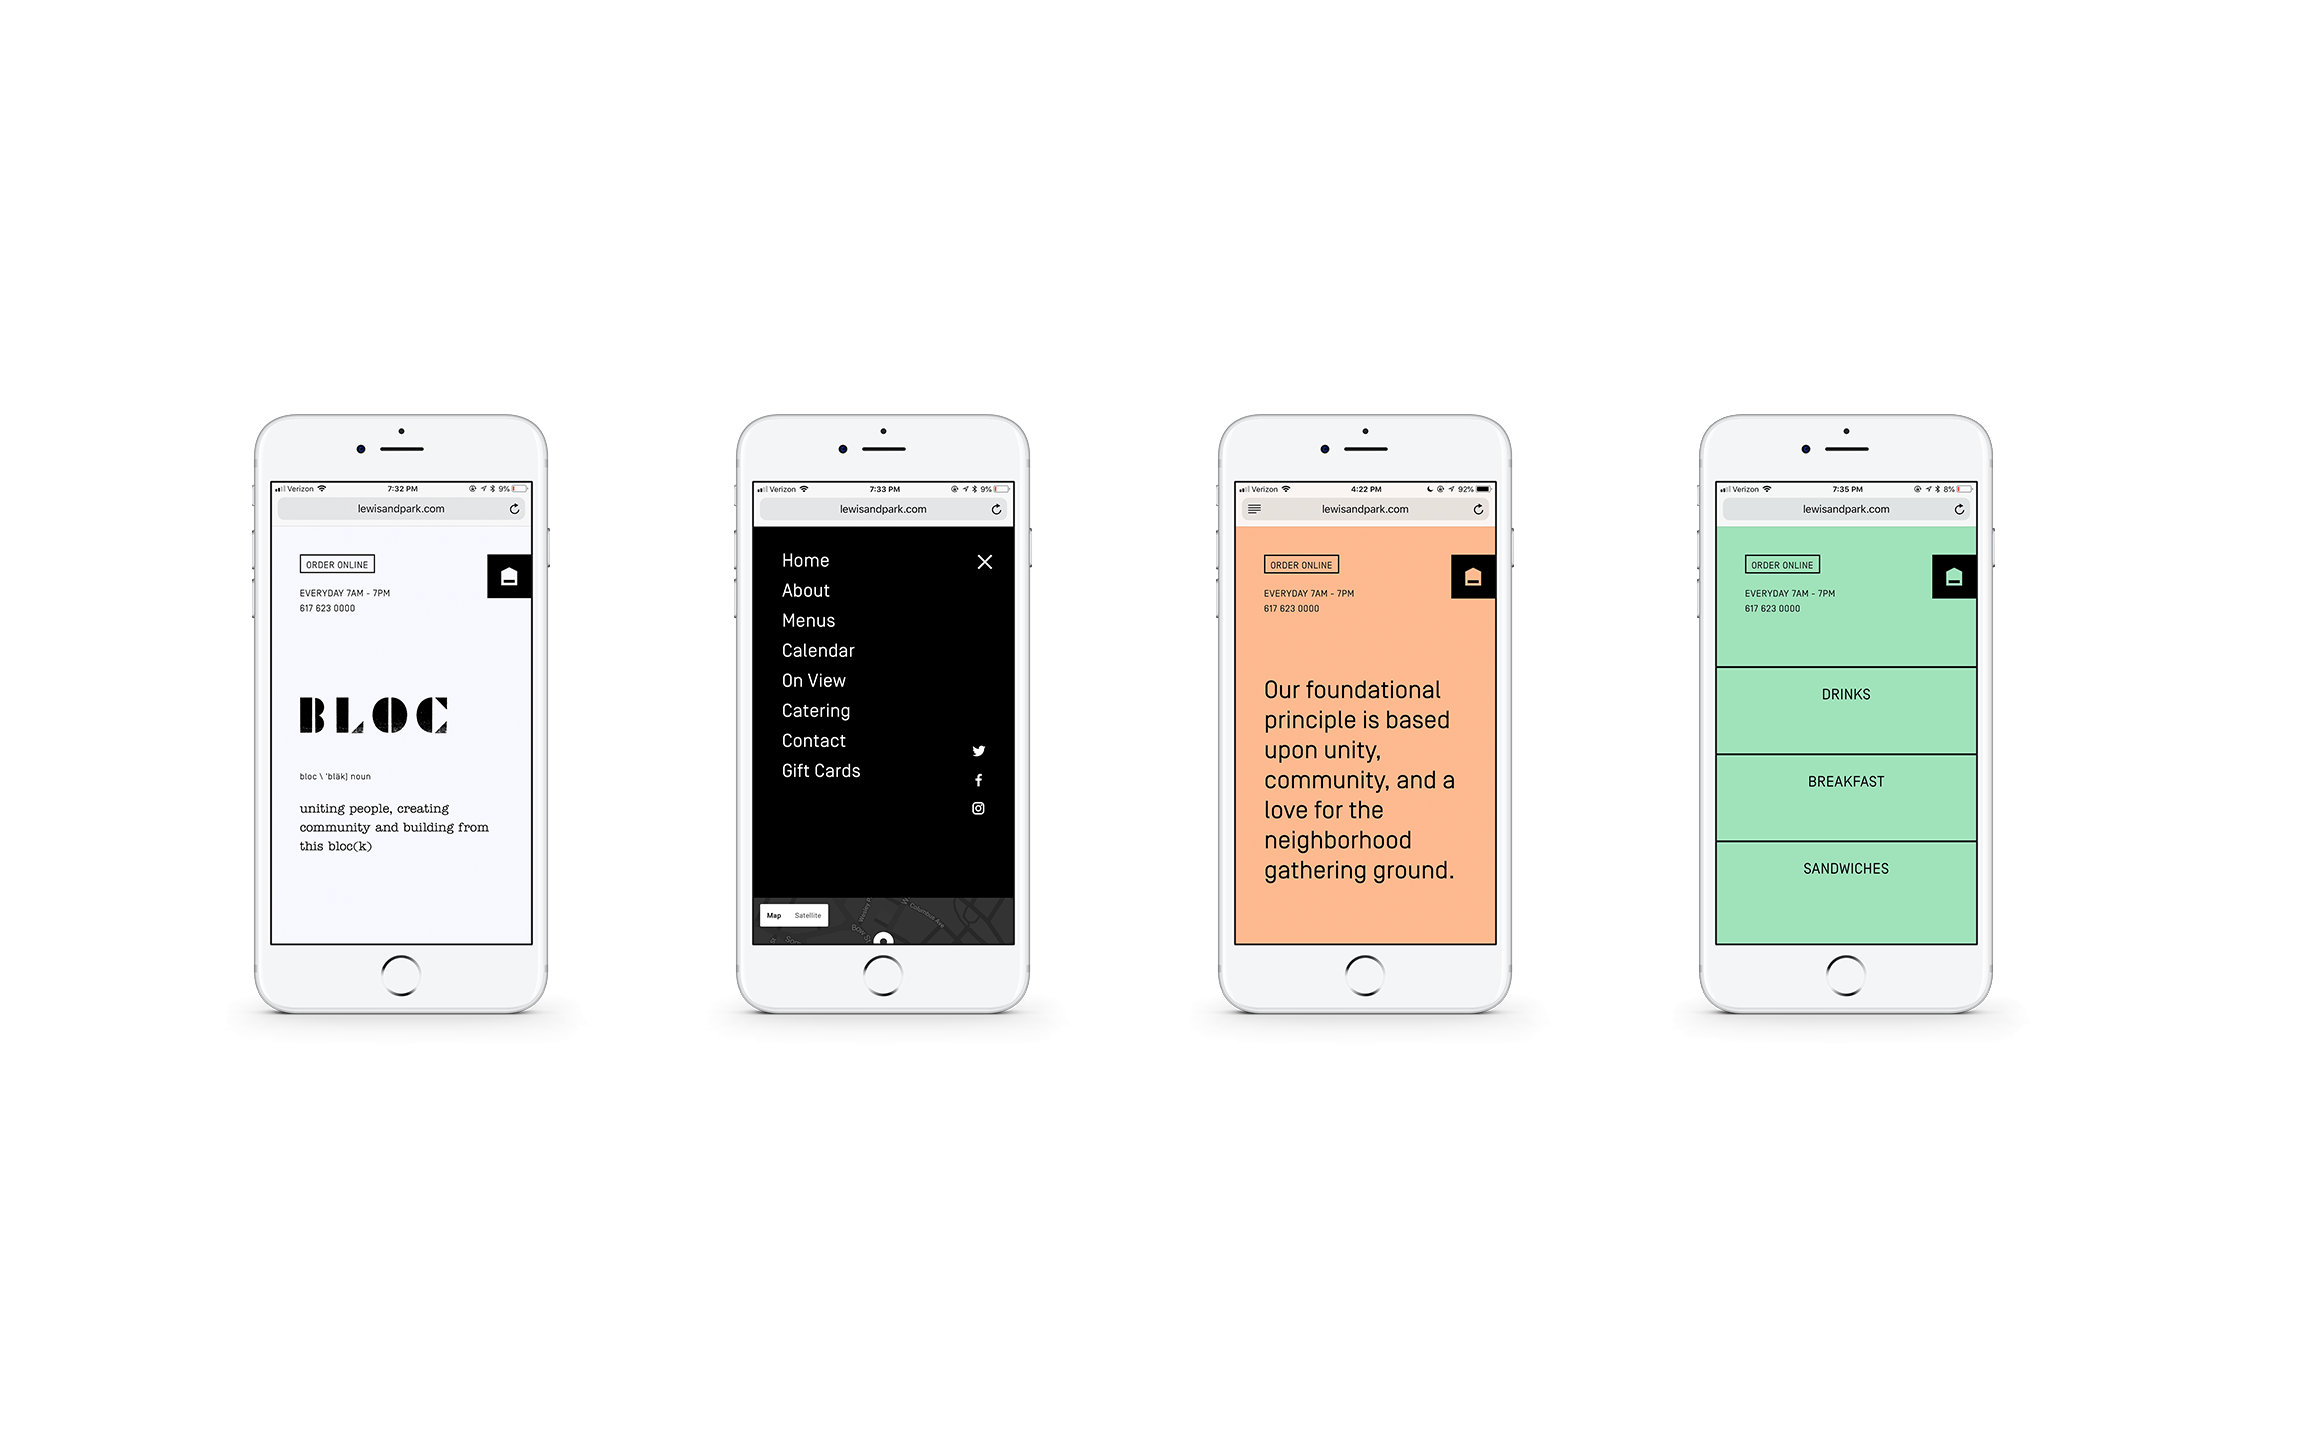 Verizon 7:32 PM 9%
lewisandpark.com
ORDER ONLINE
EVERYDAY 7AM - 7PM
617 623 0000
BLOC
bloc \ 'bläk| noun
uniting people, creating
community and building from
this bloc(k)
Verizon 7:33 PM 9%
lewisandpark.com
Home
About
Menus
Calendar
On View
Catering
Contact
Gift Cards
Map Satellite
Wesley P
Columbus Ave
Bow St
Verizon 4:22 PM 92%
lewisandpark.com
ORDER ONLINE
EVERYDAY 7AM - 7PM
617 623 0000
Our foundational
principle is based
upon unity,
community, and a
love for the
neighborhood
gathering ground.
Verizon 7:35 PM 8%
lewisandpark.com
ORDER ONLINE
EVERYDAY 7AM - 7PM
617 623 0000
DRINKS
BREAKFAST
SANDWICHES